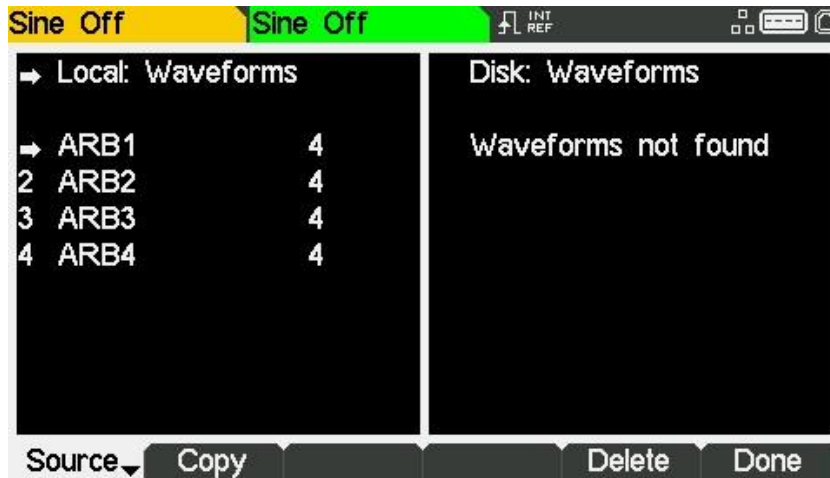 Sine Off
Sine Off
INT
REF
Local: Waveforms
ARB1 4
2 ARB2 4
3 ARB3 4
4 ARB4 4
Disk: Waveforms
Waveforms not found
Source
Copy
Delete
Done